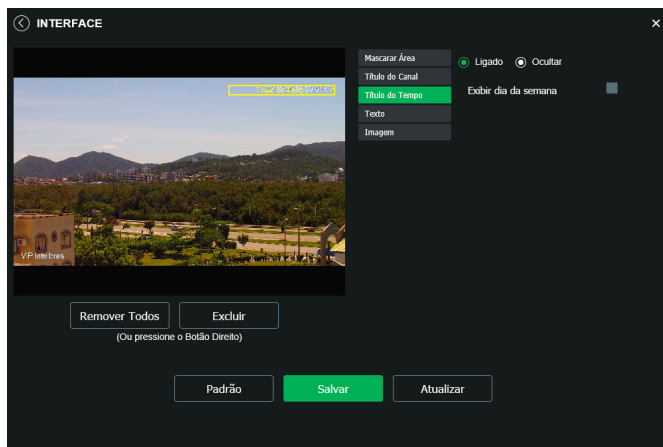 INTERFACE
Mascarar Área
Título do Canal
Título do Tempo
Texto
Imagem
Ligado
Ocultar
Exibir dia da semana
VIP Intelbras
Remover Todos
Excluir
(Ou pressione o Botão Direito)
Padrão
Salvar
Atualizar